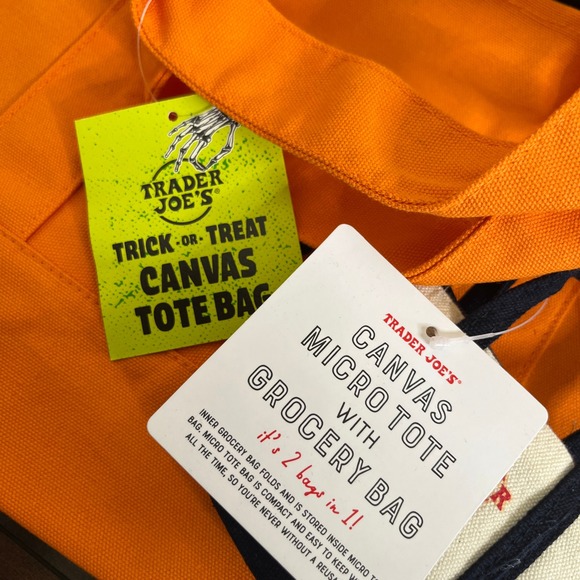 TRADER
JOE'S®
TRICK-OR-TREAT
CANVAS
TOTE BAG
TRADER JOE'S®
CANVAS
MICRO TOTE
WITH
GROCERY BAG
it's 2 bags in 1!
INNER GROCERY BAG FOLDS AND IS STORED INSIDE MICRO
BAG. MICRO TOTE BAG IS COMPACT AND EASY TO KEEP
ALL THE TIME, SO YOU'RE NEVER WITHOUT A